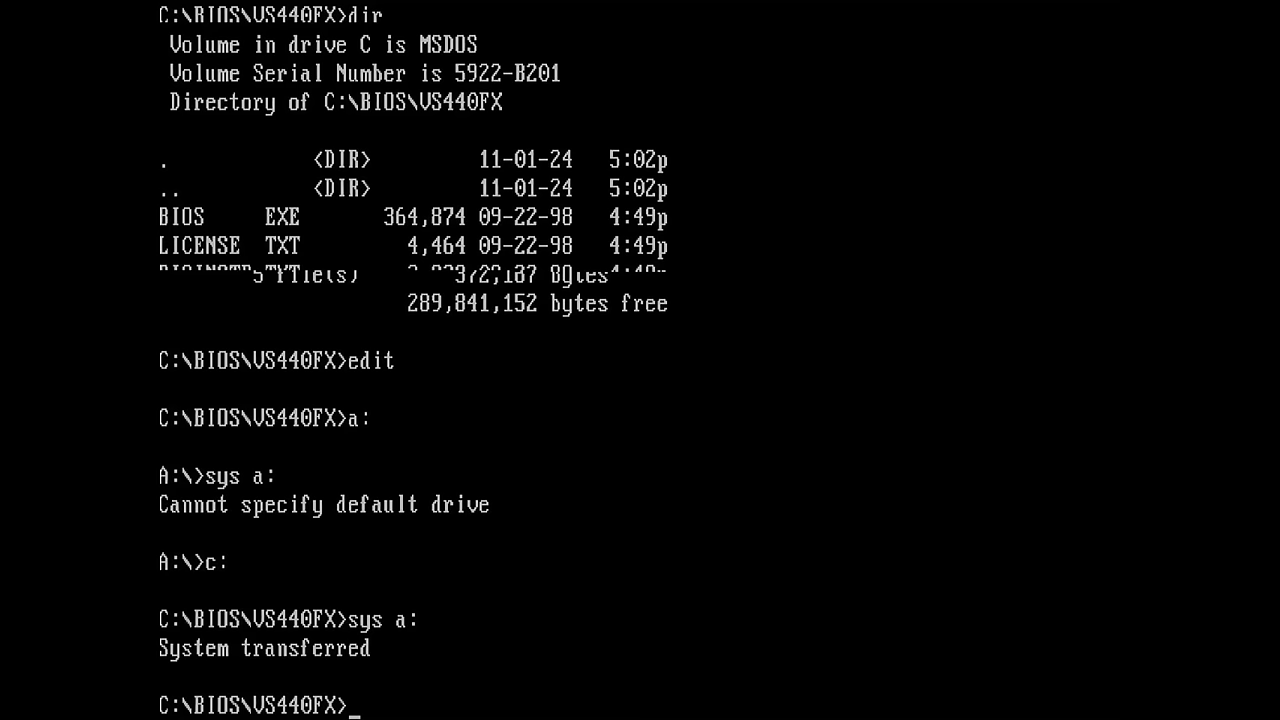 C:\BIOS\VS440FX>dir
 Volume in drive C is MSDOS
 Volume Serial Number is 5922-B201
 Directory of C:\BIOS\VS440FX

.            <DIR>         11-01-24   5:02p
..           <DIR>         11-01-24   5:02p
BIOS     EXE       364,874 09-22-98   4:49p
LICENSE  TXT         4,464 09-22-98   4:49p
                     289,841,152 bytes free

C:\BIOS\VS440FX>edit

C:\BIOS\VS440FX>a:

A:\>sys a:
Cannot specify default drive

A:\>c:

C:\BIOS\VS440FX>sys a:
System transferred

C:\BIOS\VS440FX>_